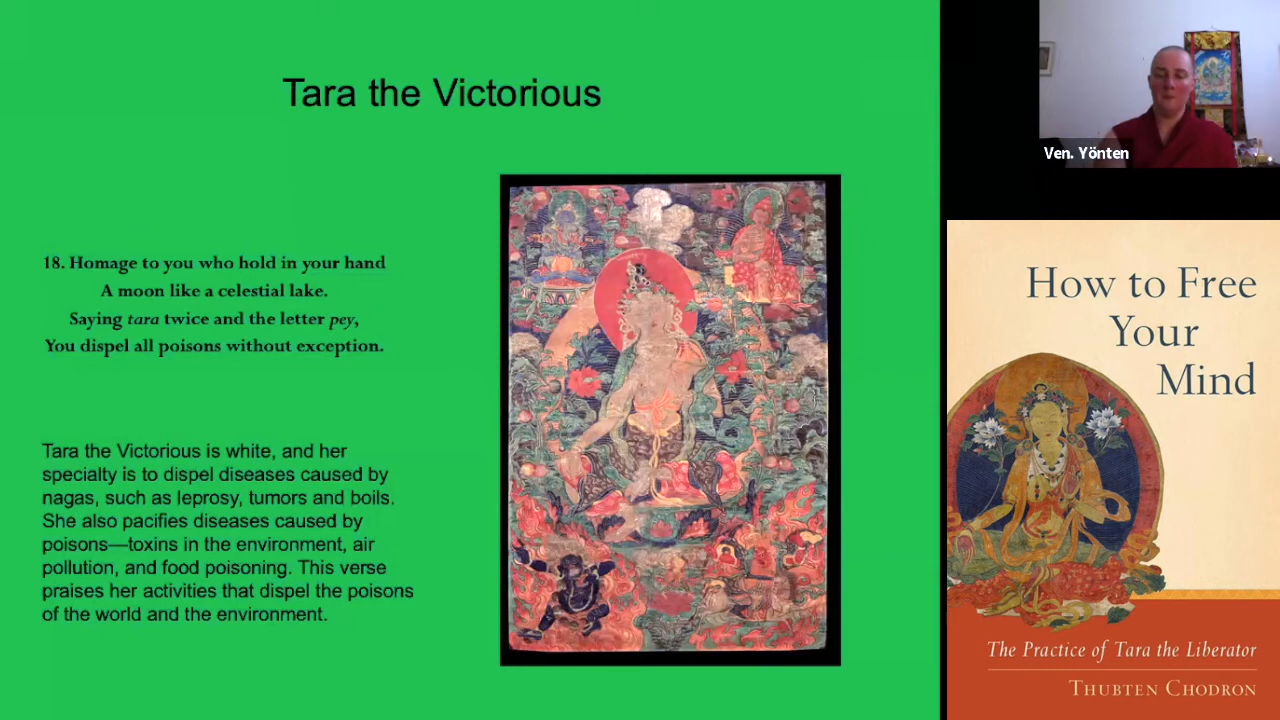 Tara the Victorious
18. Homage to you who hold in your hand
A moon like a celestial lake.
Saying tara twice and the letter pey,
You dispel all poisons without exception.
Tara the Victorious is white, and her
specialty is to dispel diseases caused by
nagas, such as leprosy, tumors and boils.
She also pacifies diseases caused by
poisons—toxins in the environment, air
pollution, and food poisoning. This verse
praises her activities that dispel the poisons
of the world and the environment.
Ven. Yönten
How to Free
Your
Mind
The Practice of Tara the Liberator
THUBTEN CHODRON